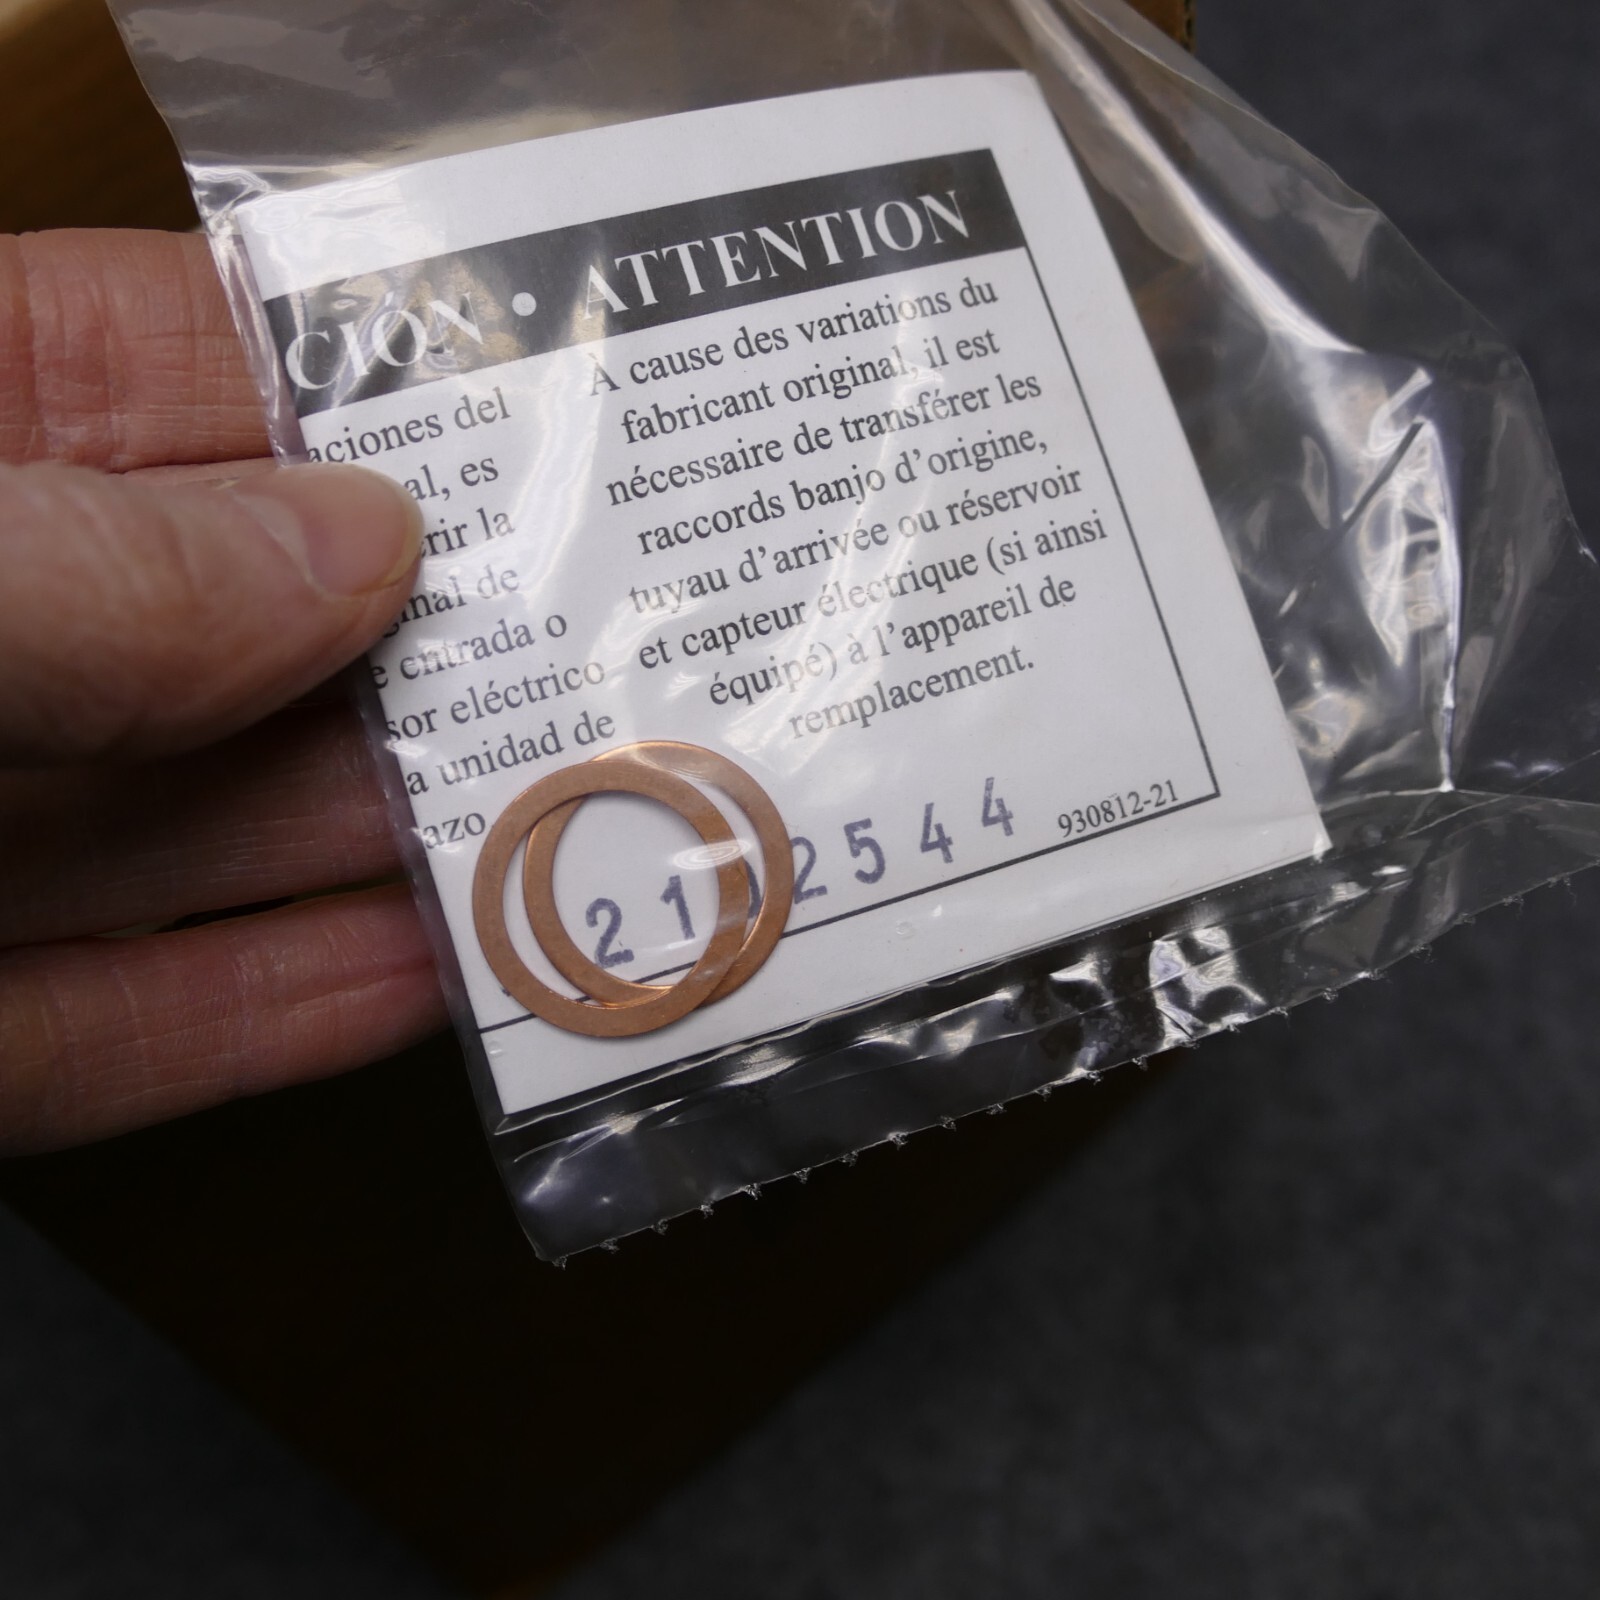 CIÓN • ATTENTION
aciones del
al, es
rir la
de
entrada o
sor eléctrico
a unidad de
azo
À cause des variations du
fabricant original, il est
nécessaire de transférer les
raccords banjo d'origine,
tuyau d'arrivée ou réservoir
et capteur électrique (si ainsi
équipé) à l'appareil de
remplacement.
930812-21